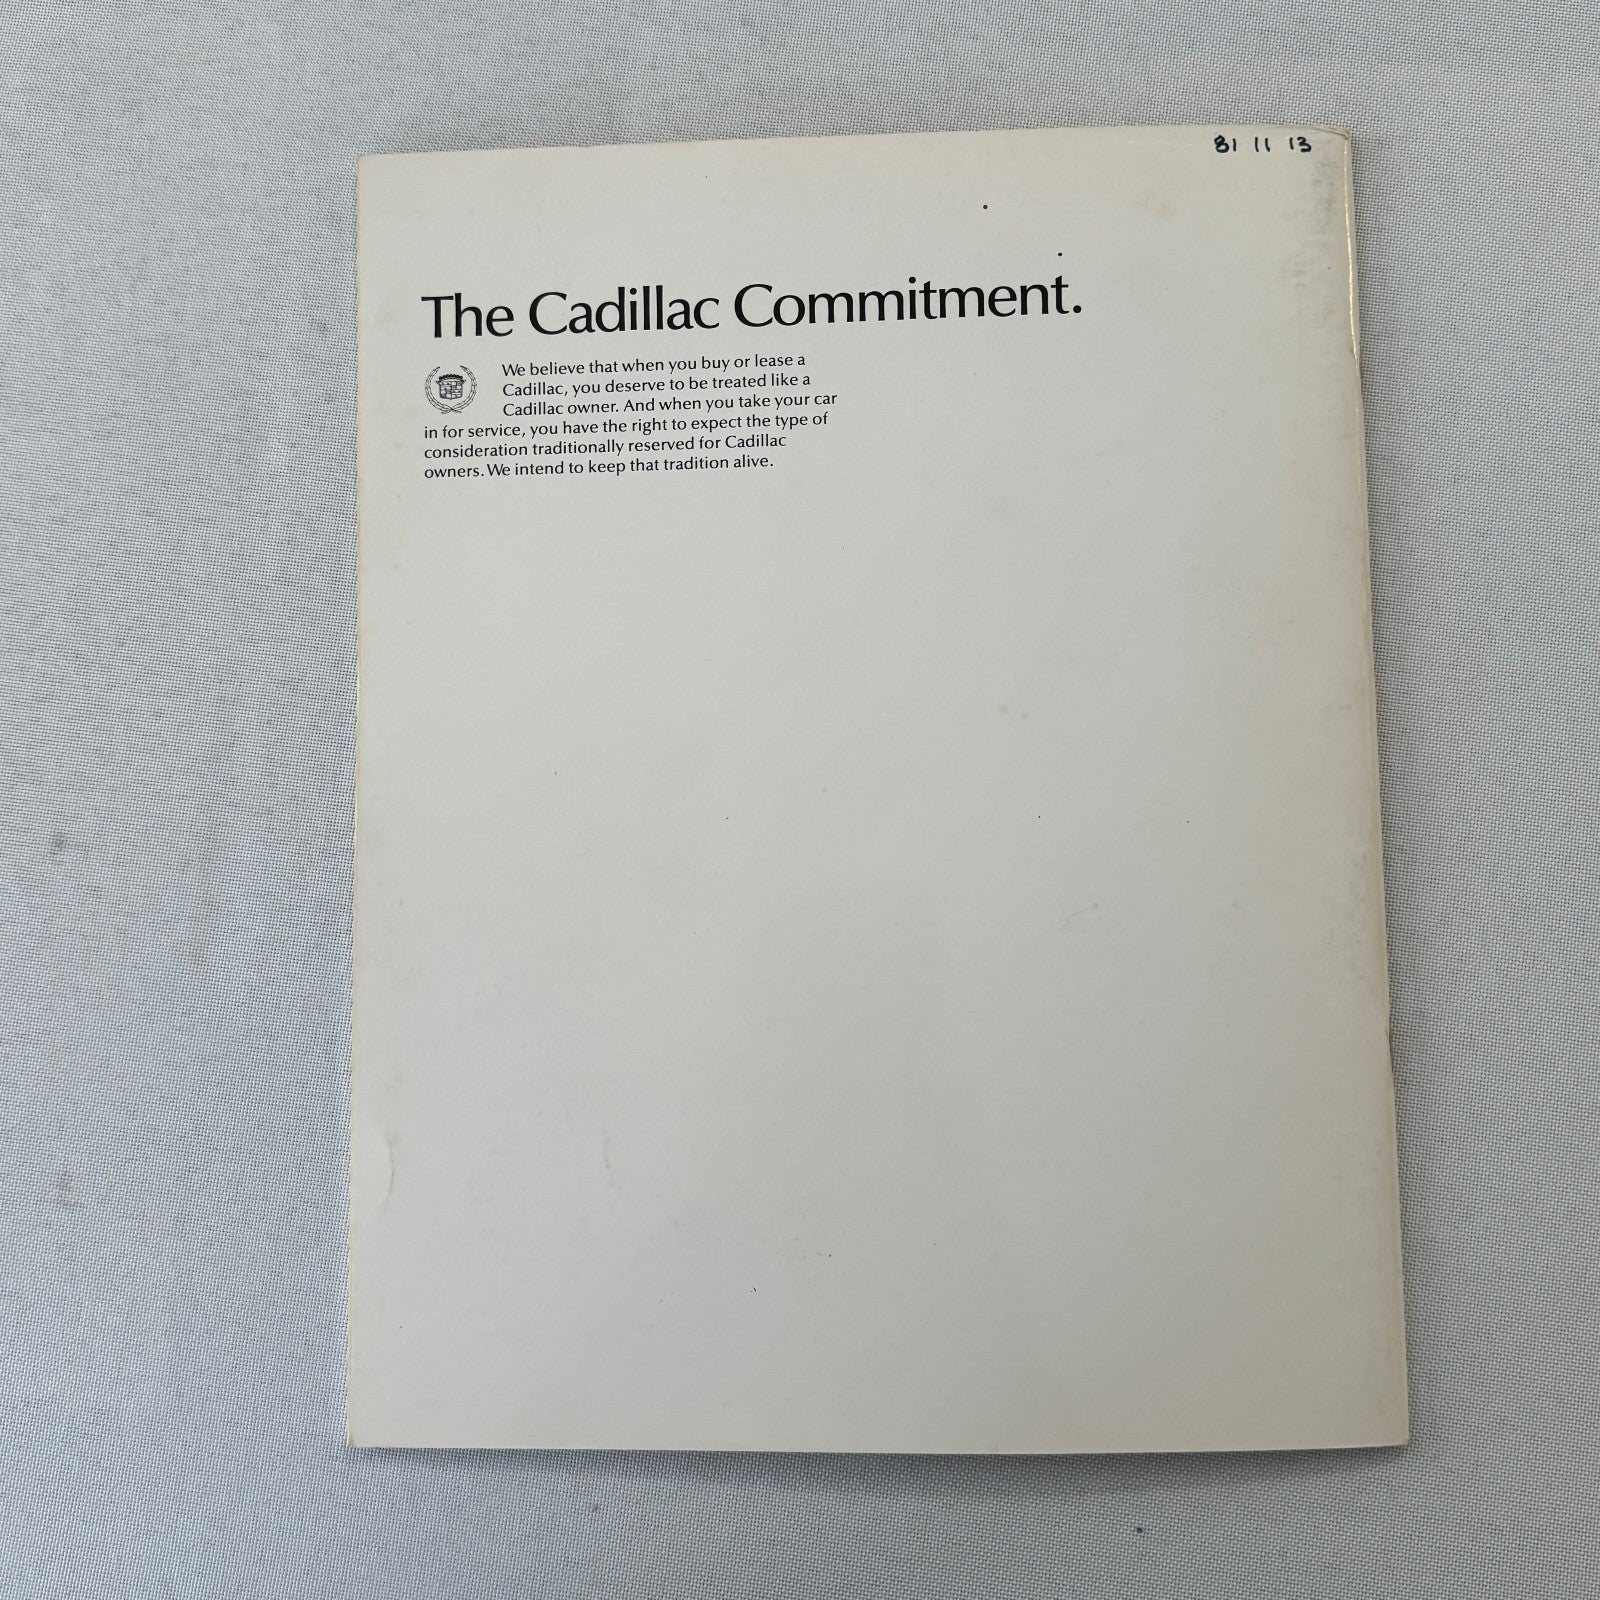 81 11 13
The Cadillac Commitment.
We believe that when you buy or lease a
Cadillac, you deserve to be treated like a
Cadillac owner. And when you take your car
in for service, you have the right to expect the type of
consideration traditionally reserved for Cadillac
owners. We intend to keep that tradition alive.